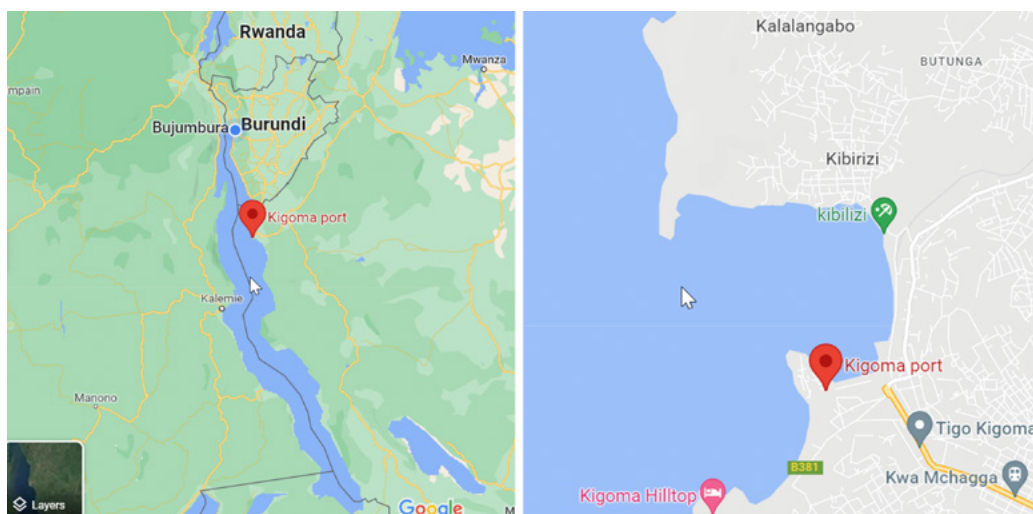 Rwanda
Mwanza
mpain
Bujumbura
Burundi
Kigoma port
Kalemie
Manono
Layers
Google
M
Kalalangabo
BUTUNGA
Kibirizi
kibilizi
Kigoma port
Tigo Kigoma
B381
Kwa Mchagga
Kigoma Hilltop